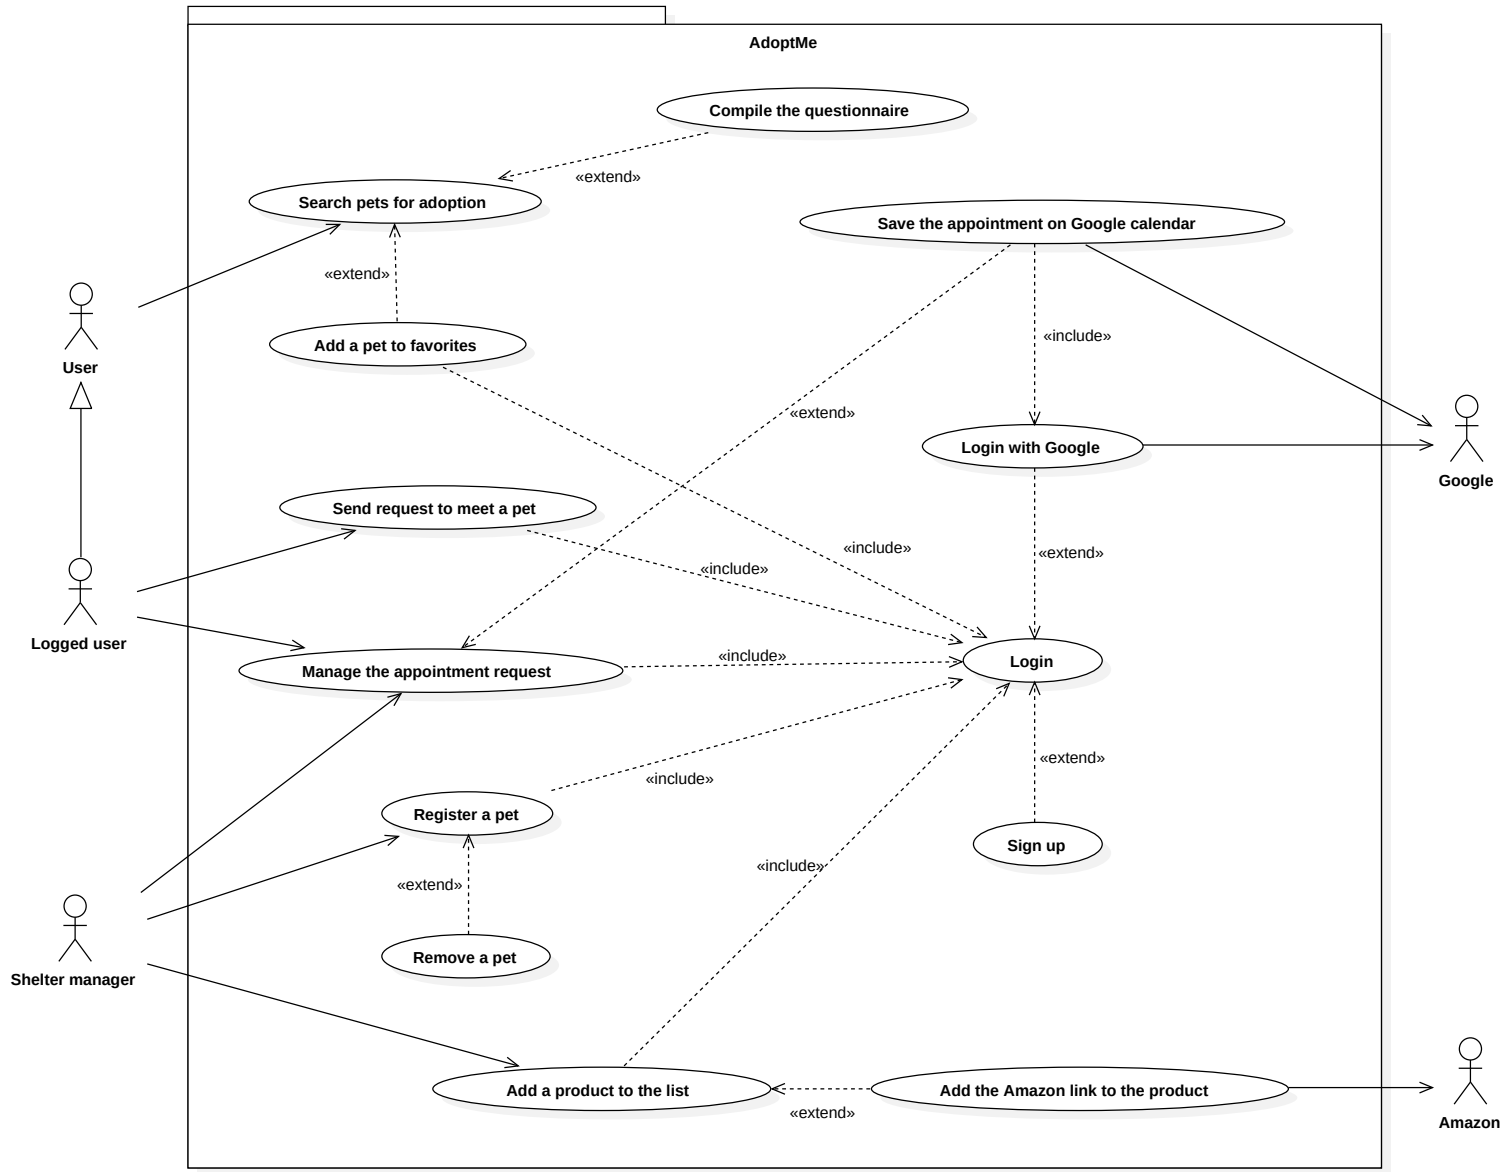 AdoptMe
Compile the questionnaire
«extend»
Search pets for adoption
Save the appointment on Google calendar
«extend»
User
Add a pet to favorites
«include»
«extend»
Login with Google
Google
Send request to meet a pet
«include»
«include»
«extend»
Logged user
Manage the appointment request
«include»
Login
«include»
«extend»
Register a pet
Sign up
«extend»
«include»
Remove a pet
Shelter manager
Add a product to the list
«extend»
Add the Amazon link to the product
Amazon